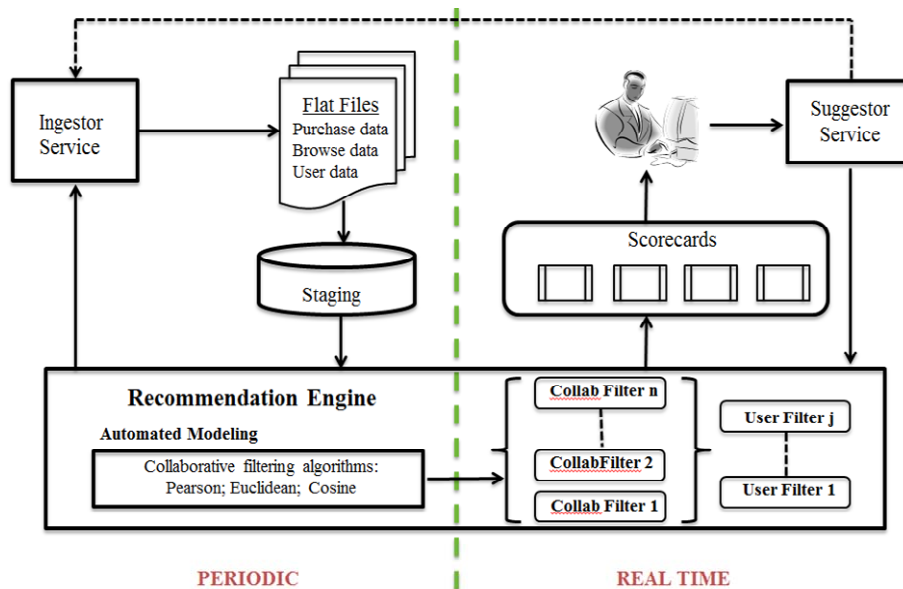 Ingestor
Service
Flat Files
Purchase data
Browse data
User data
Staging
Suggestor
Service
Scorecards
Recommendation Engine
Automated Modeling
Collaborative filtering algorithms:
Pearson; Euclidean; Cosine
Collab Filter n
CollabFilter 2
Collab Filter 1
User Filter j
User Filter 1
PERIODIC
REAL TIME